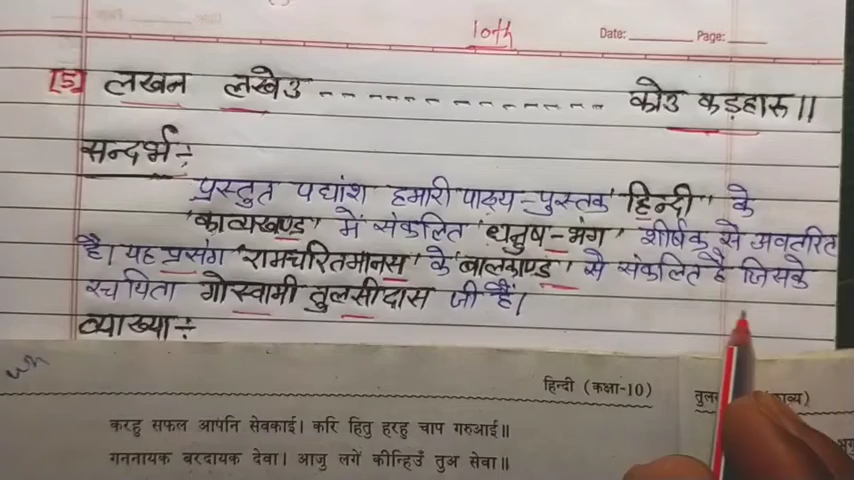 10th
Date: ________ Page: _____
[5] लखन लखेउ - - - - - - - - - - - - - - - कोउ कड़हारू॥
सन्दर्भ :-
प्रस्तुत पद्यांश हमारी पाठ्य-पुस्तक 'हिन्दी' के
'काव्यखण्ड' में संकलित 'धनुष-भंग' शीर्षक से अवतरित
है। यह प्रसंग 'रामचरितमानस' के 'बालकाण्ड' से संकलित है जिसके
रचयिता गोस्वामी तुलसीदास जी हैं।
व्याख्या :-
हिन्दी (कक्षा-10)
करहु सफल आपनि सेवकाई। करि हितु हरहु चाप गरुआई॥
गननायक बरदायक देवा। आजु लगें कीन्हिउँ तुअ सेवा॥